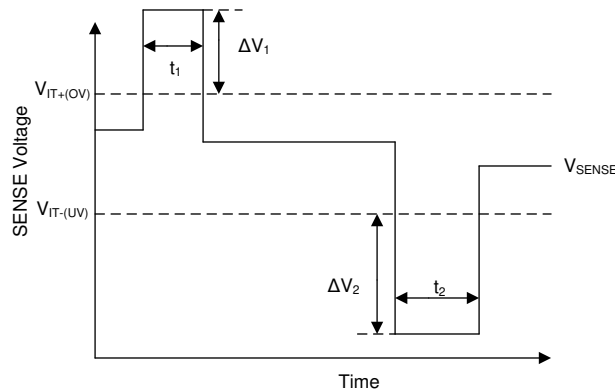 ΔV1
t1
VIT+(OV)
SENSE Voltage
VSENSE
VIT-(UV)
ΔV2
t2
Time